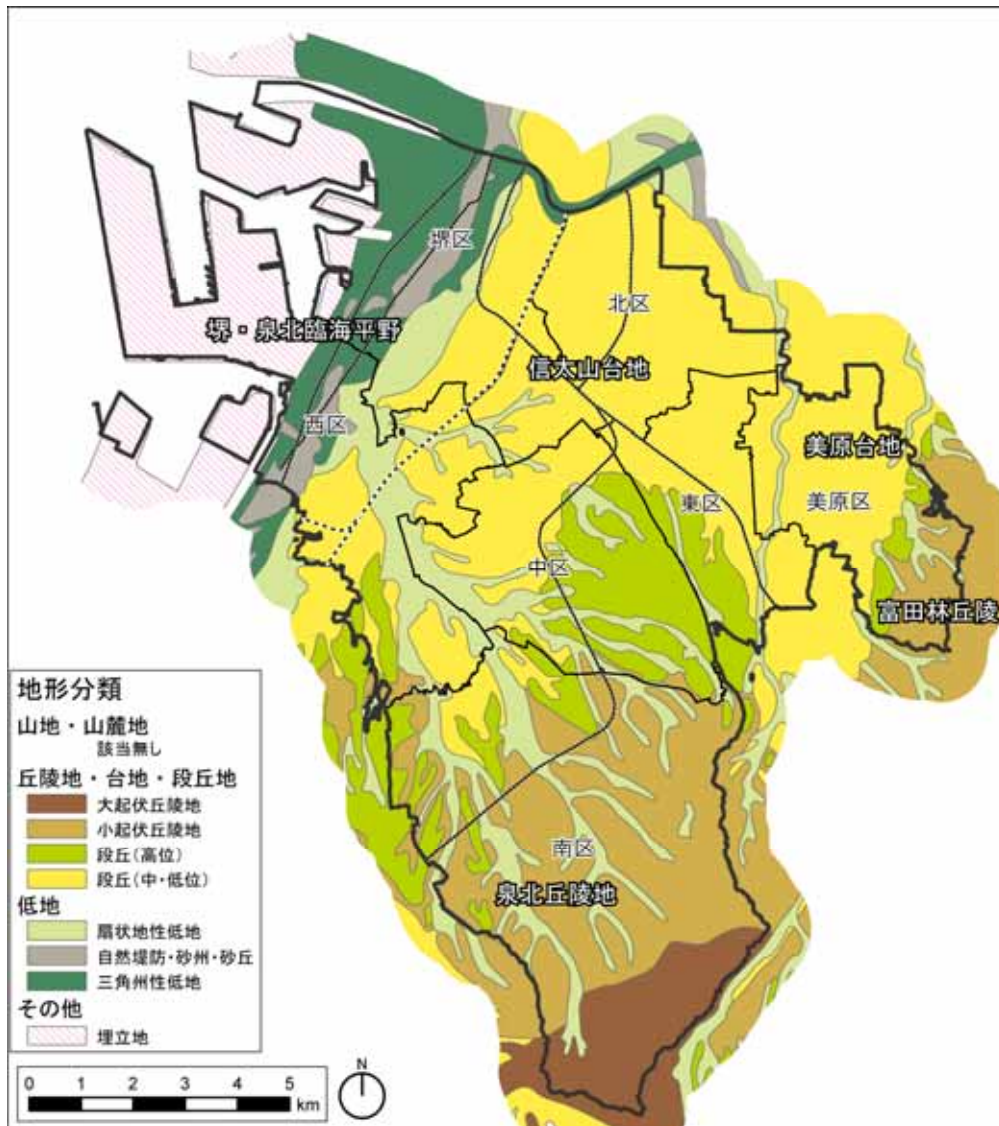 堺区
北区
堺・泉北臨海平野
信太山台地
西区
美原台地
東区
美原区
中区
富田林丘陵
南区
泉北丘陵地
地形分類
山地・山麓地
該当無し
丘陵地・台地・段丘地
大起伏丘陵地
小起伏丘陵地
段丘(高位)
段丘(中・低位)
低地
扇状地性低地
自然堤防・砂州・砂丘
三角州性低地
その他
埋立地
0 1 2 3 4 5
km
N